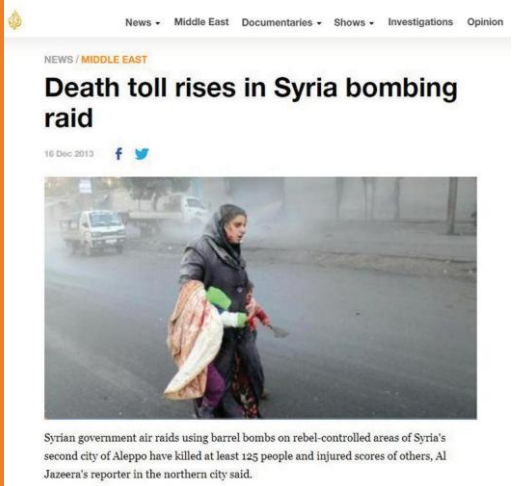 News Middle East Documentaries Shows Investigations Opinion
NEWS / MIDDLE EAST
Death toll rises in Syria bombing
raid
16 Dec 2013
Syrian government air raids using barrel bombs on rebel-controlled areas of Syria's
second city of Aleppo have killed at least 125 people and injured scores of others, Al
Jazeera's reporter in the northern city said.